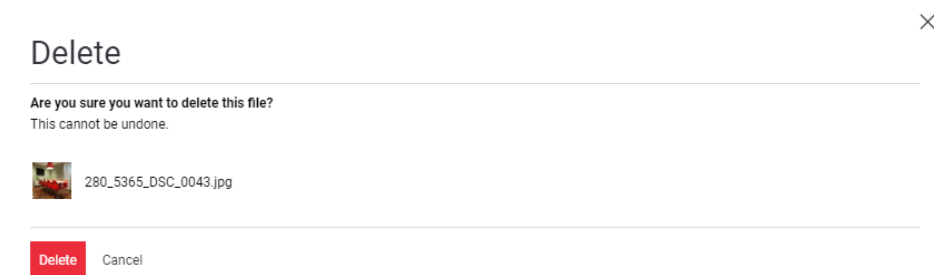 Delete
Are you sure you want to delete this file?
This cannot be undone.
280_5365_DSC_0043.jpg
Delete Cancel